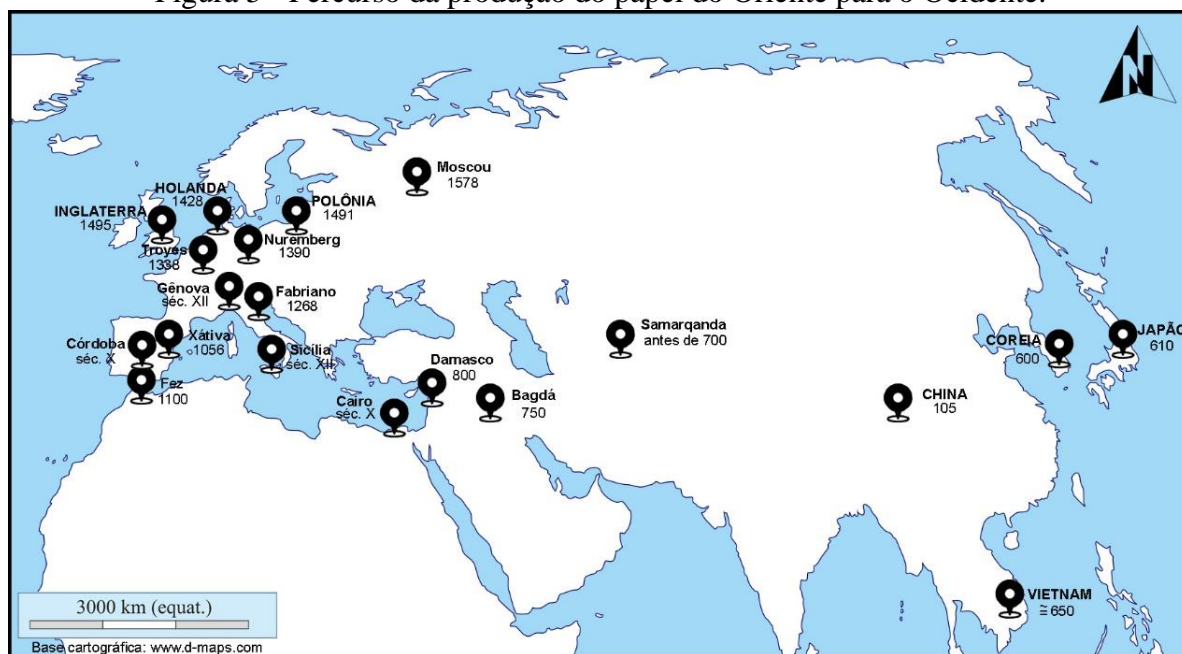 Figura 3 - Percurso da produção do papel do Oriente para o Ocidente.
N
Moscou
1578
HOLANDA
1428
POLÔNIA
1491
INGLATERRA
1495
Nuremberg
1390
Troyes
1338
Gênova
séc. XII
Fabriano
1268
Xátiva
1056
Córdoba
séc. X
Sicília
séc. XII
Fez
1100
Samarqanda
antes de 700
Damasco
800
Bagdá
750
Cairo
séc. X
COREIA
600
JAPÃO
610
CHINA
105
VIETNAM
≅ 650
3000 km (equat.)
Base cartográfica: www.d-maps.com